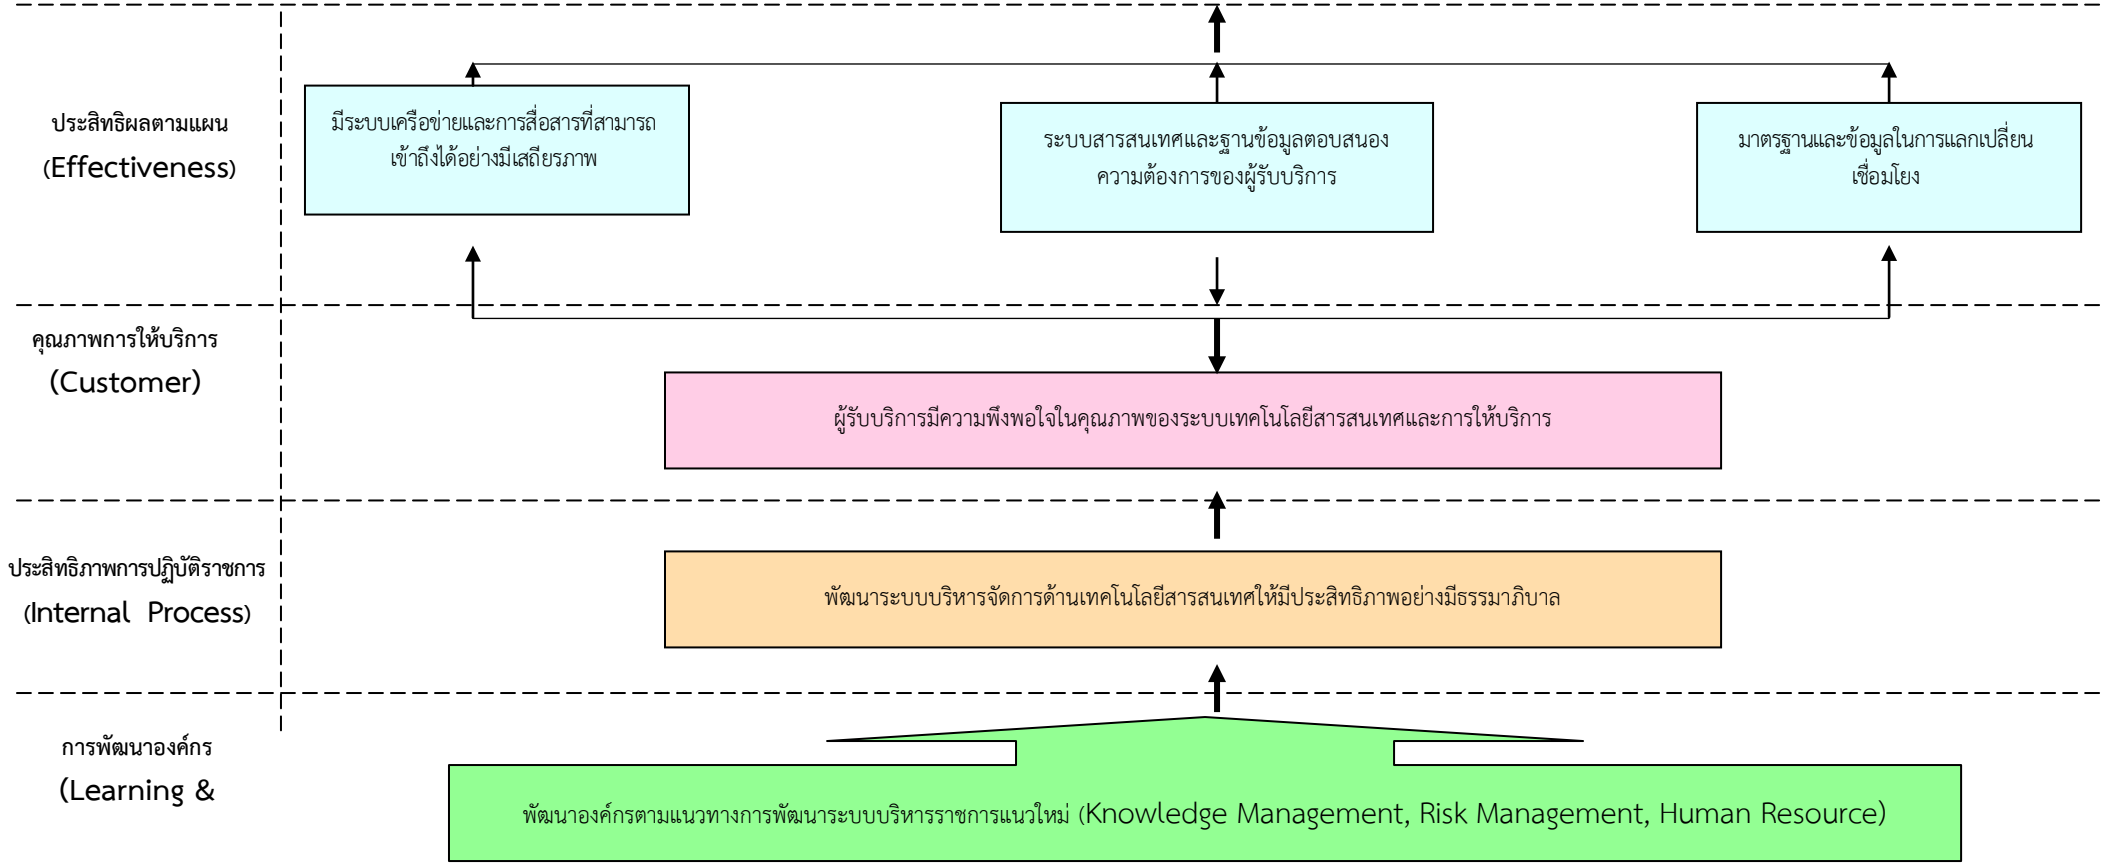 ประสิทธิผลตามแผน
(Effectiveness)
มีระบบเครือข่ายและการสื่อสารที่สามารถ
เข้าถึงได้อย่างมีเสถียรภาพ
ระบบสารสนเทศและฐานข้อมูลตอบสนอง
ความต้องการของผู้รับบริการ
มาตรฐานและข้อมูลในการแลกเปลี่ยน
เชื่อมโยง
คุณภาพการให้บริการ
(Customer)
ผู้รับบริการมีความพึงพอใจในคุณภาพของระบบเทคโนโลยีสารสนเทศและการให้บริการ
ประสิทธิภาพการปฏิบัติราชการ
(Internal Process)
พัฒนาระบบบริหารจัดการด้านเทคโนโลยีสารสนเทศให้มีประสิทธิภาพอย่างมีธรรมาภิบาล
การพัฒนาองค์กร
(Learning &
พัฒนาองค์กรตามแนวทางการพัฒนาระบบบริหารราชการแนวใหม่ (Knowledge Management, Risk Management, Human Resource)